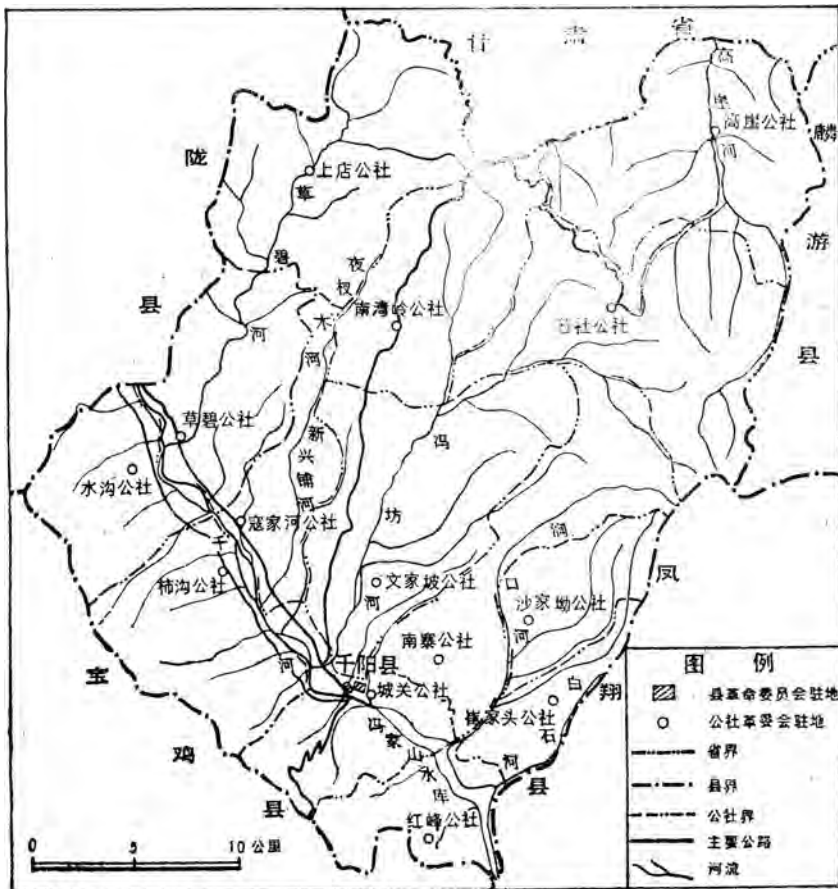 甘肃省
高崖河
高崖公社
麟游县
陇县
上店公社
草碧河
夜叉木河
南湾岭公社
草碧公社
水沟公社
新兴铺河
冯坊河
寇家河公社
柿沟公社
千河
文家坡公社
涧口河
沙家坳公社
南寨公社
千阳县
城关公社
崔家头公社
白石河
凤翔县
宝鸡县
冯家山水库
红峰公社
0 5 10公里
图例
县革命委员会驻地
公社革委会驻地
省界
县界
公社界
主要公路
河流